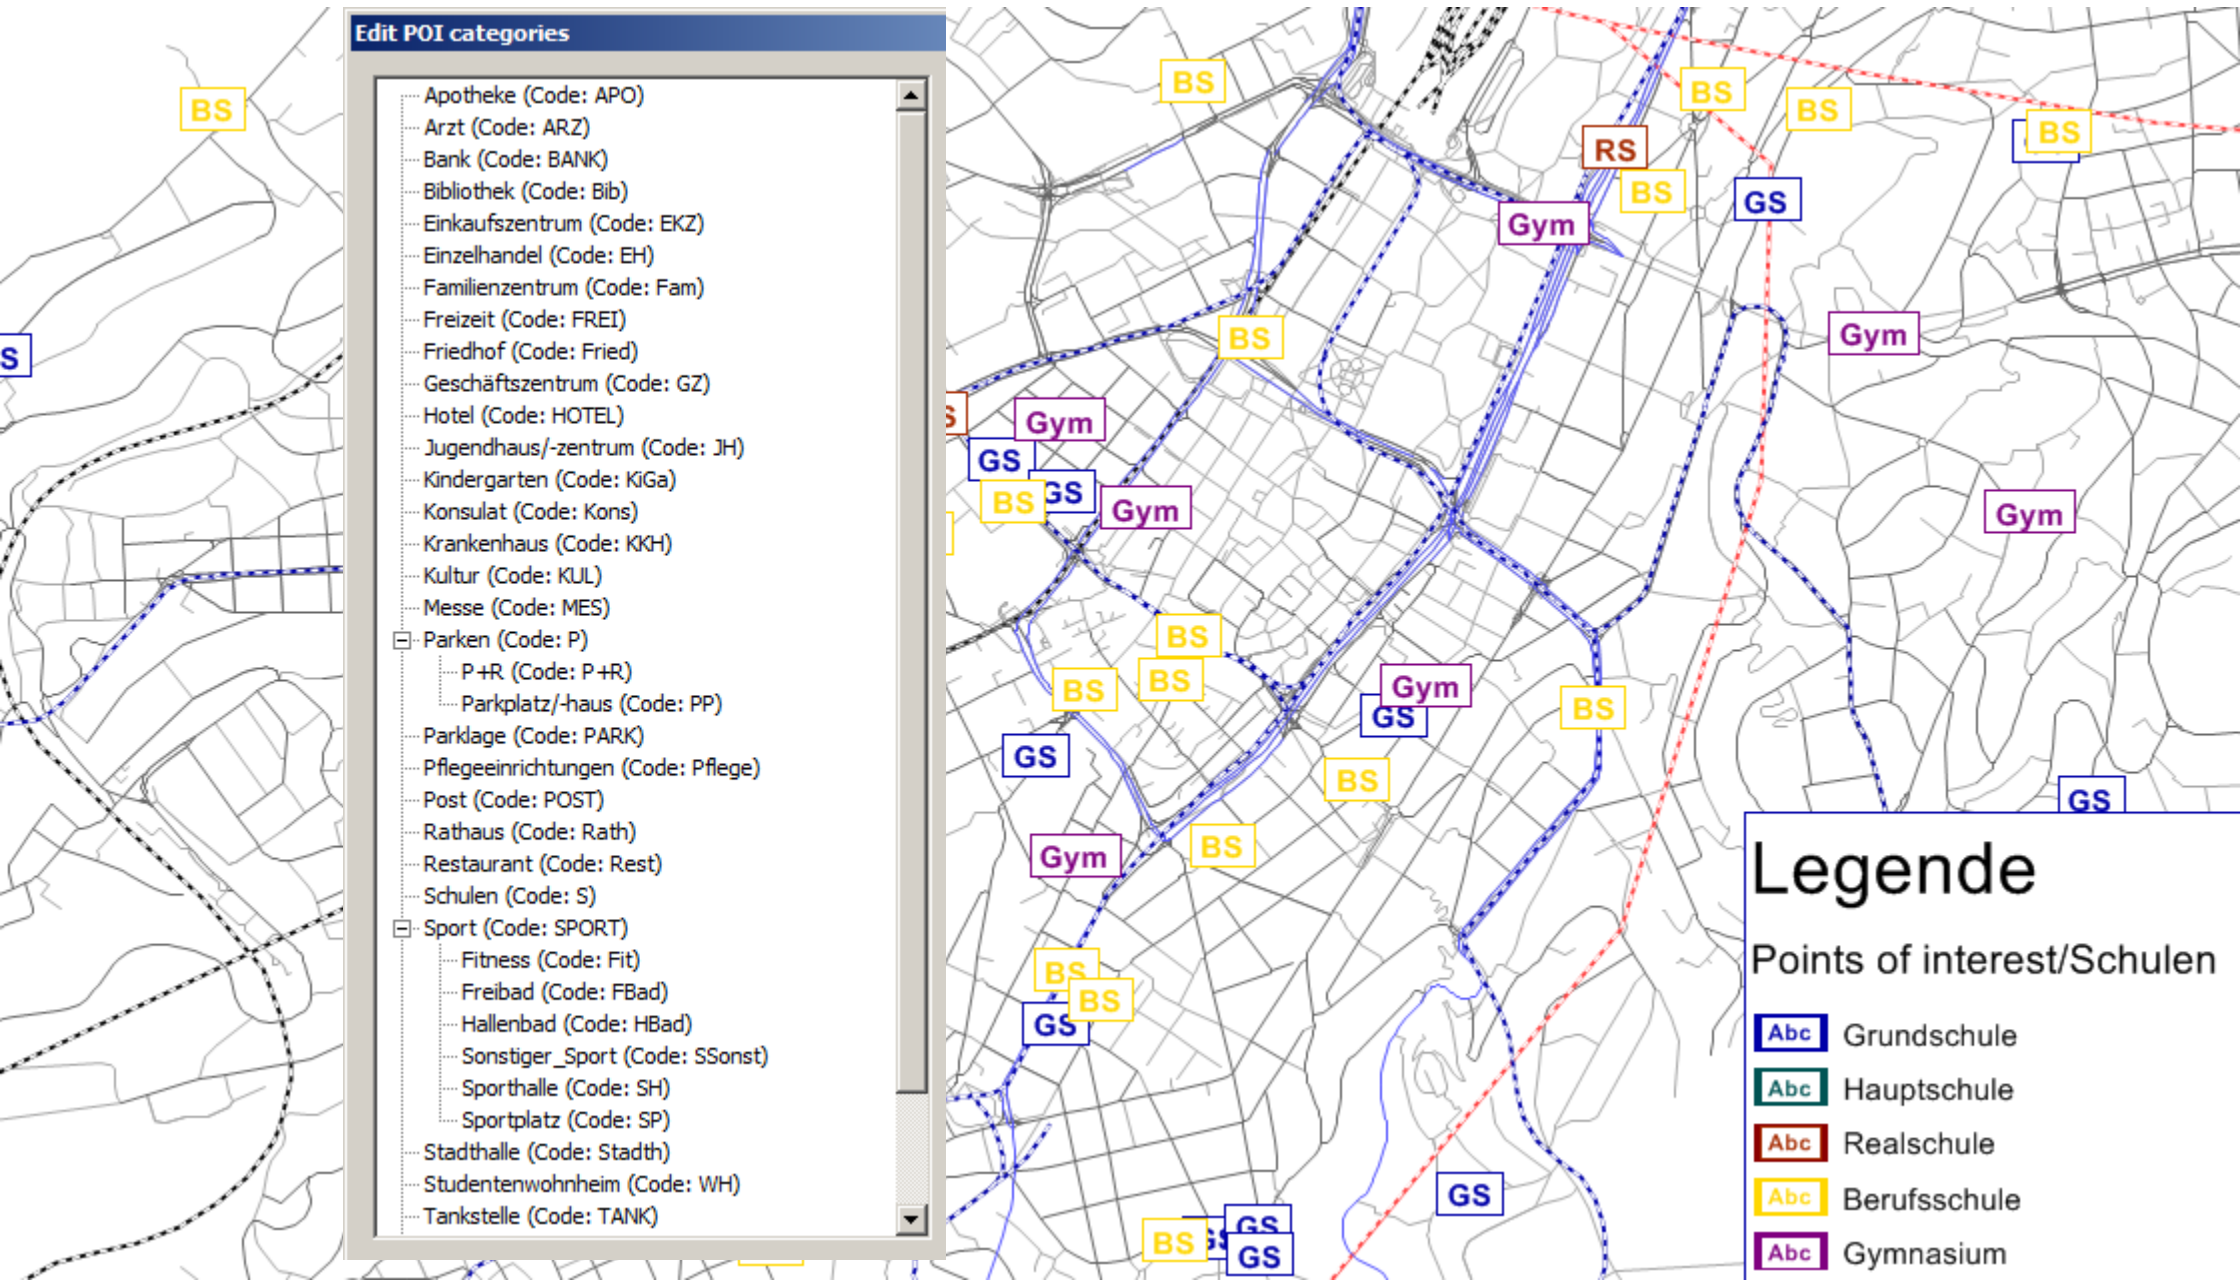 Edit POI categories
Apotheke (Code: APO)
Arzt (Code: ARZ)
Bank (Code: BANK)
Bibliothek (Code: Bib)
Einkaufszentrum (Code: EKZ)
Einzelhandel (Code: EH)
Familienzentrum (Code: Fam)
Freizeit (Code: FREI)
Friedhof (Code: Fried)
Geschäftszentrum (Code: GZ)
Hotel (Code: HOTEL)
Jugendhaus/-zentrum (Code: JH)
Kindergarten (Code: KiGa)
Konsulat (Code: Kons)
Krankenhaus (Code: KKH)
Kultur (Code: KUL)
Messe (Code: MES)
Parken (Code: P)
P+R (Code: P+R)
Parkplatz/-haus (Code: PP)
Parklage (Code: PARK)
Pflegeeinrichtungen (Code: Pflege)
Post (Code: POST)
Rathaus (Code: Rath)
Restaurant (Code: Rest)
Schulen (Code: S)
Sport (Code: SPORT)
Fitness (Code: Fit)
Freibad (Code: FBad)
Hallenbad (Code: HBad)
Sonstiger_Sport (Code: SSonst)
Sporthalle (Code: SH)
Sportplatz (Code: SP)
Stadthalle (Code: Stadth)
Studentenwohnheim (Code: WH)
Tankstelle (Code: TANK)
BS
S
BS
BS
BS
BS
RS
BS
GS
Gym
BS
Gym
S
Gym
GS
GS
BS
Gym
Gym
BS
BS
BS
Gym
GS
BS
GS
BS
GS
BS
Gym
BS
BS
GS
GS
GS
BS
GS
GS
Legende
Points of interest/Schulen
Abc Grundschule
Abc Hauptschule
Abc Realschule
Abc Berufsschule
Abc Gymnasium